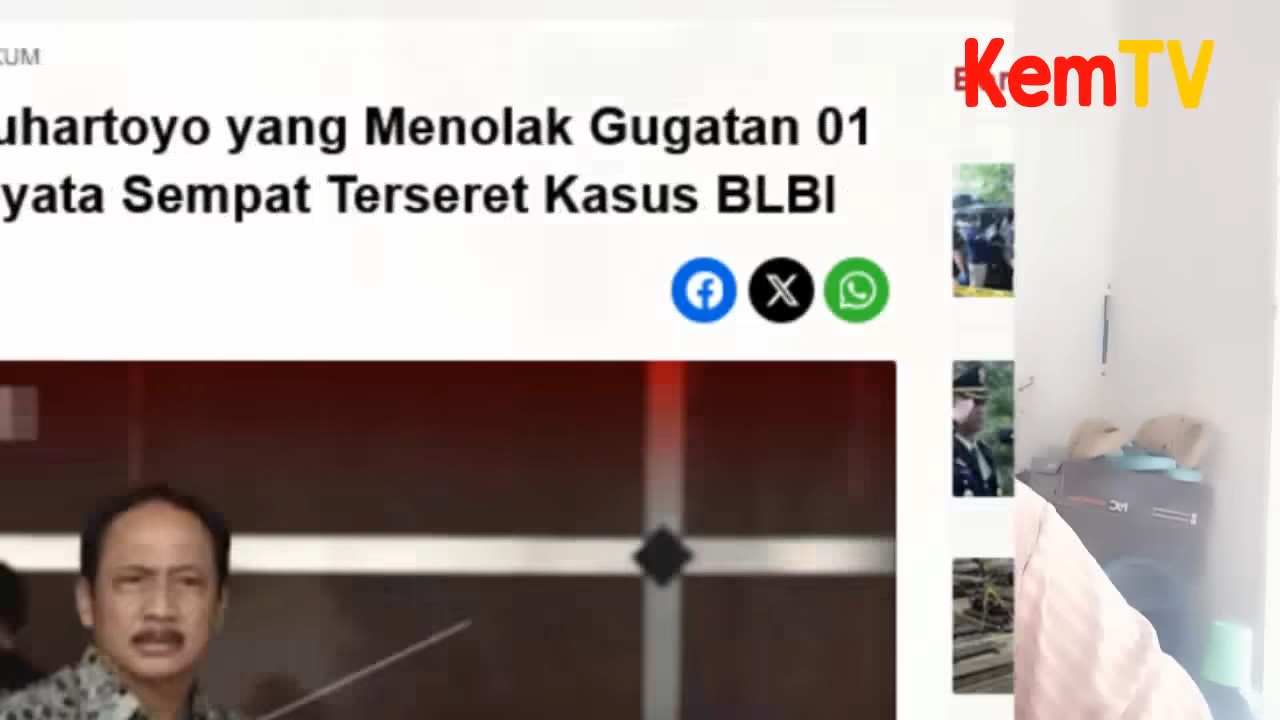 KUM
uhartoyo yang Menolak Gugatan 01
yata Sempat Terseret Kasus BLBI
KemTV